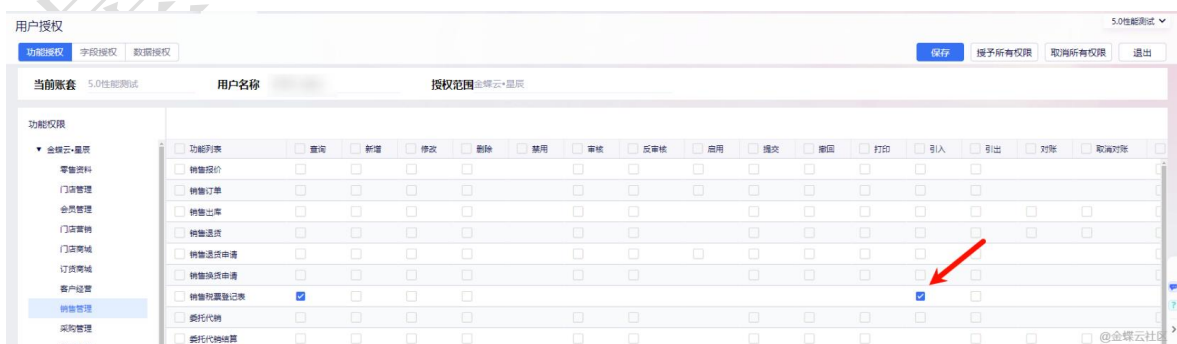 用户授权
5.0性能测试
功能授权 字段授权 数据授权
保存 授予所有权限 取消所有权限 退出
当前账套 5.0性能测试 用户名称 授权范围 金蝶云•星辰
功能权限
金蝶云•星辰 功能列表 查询 新增 修改 删除 禁用 审核 反审核 启用 提交 撤回 打印 引入 引出 对账 取消对账
零售资料 销售报价
门店管理 销售订单
会员管理 销售出库
门店营销 销售退货
门店商城 销售退货申请
订货商城 销售换货申请
客户经营 销售税票登记表
销售管理 委托代销
采购管理 委托代销结算
@金蝶云社区